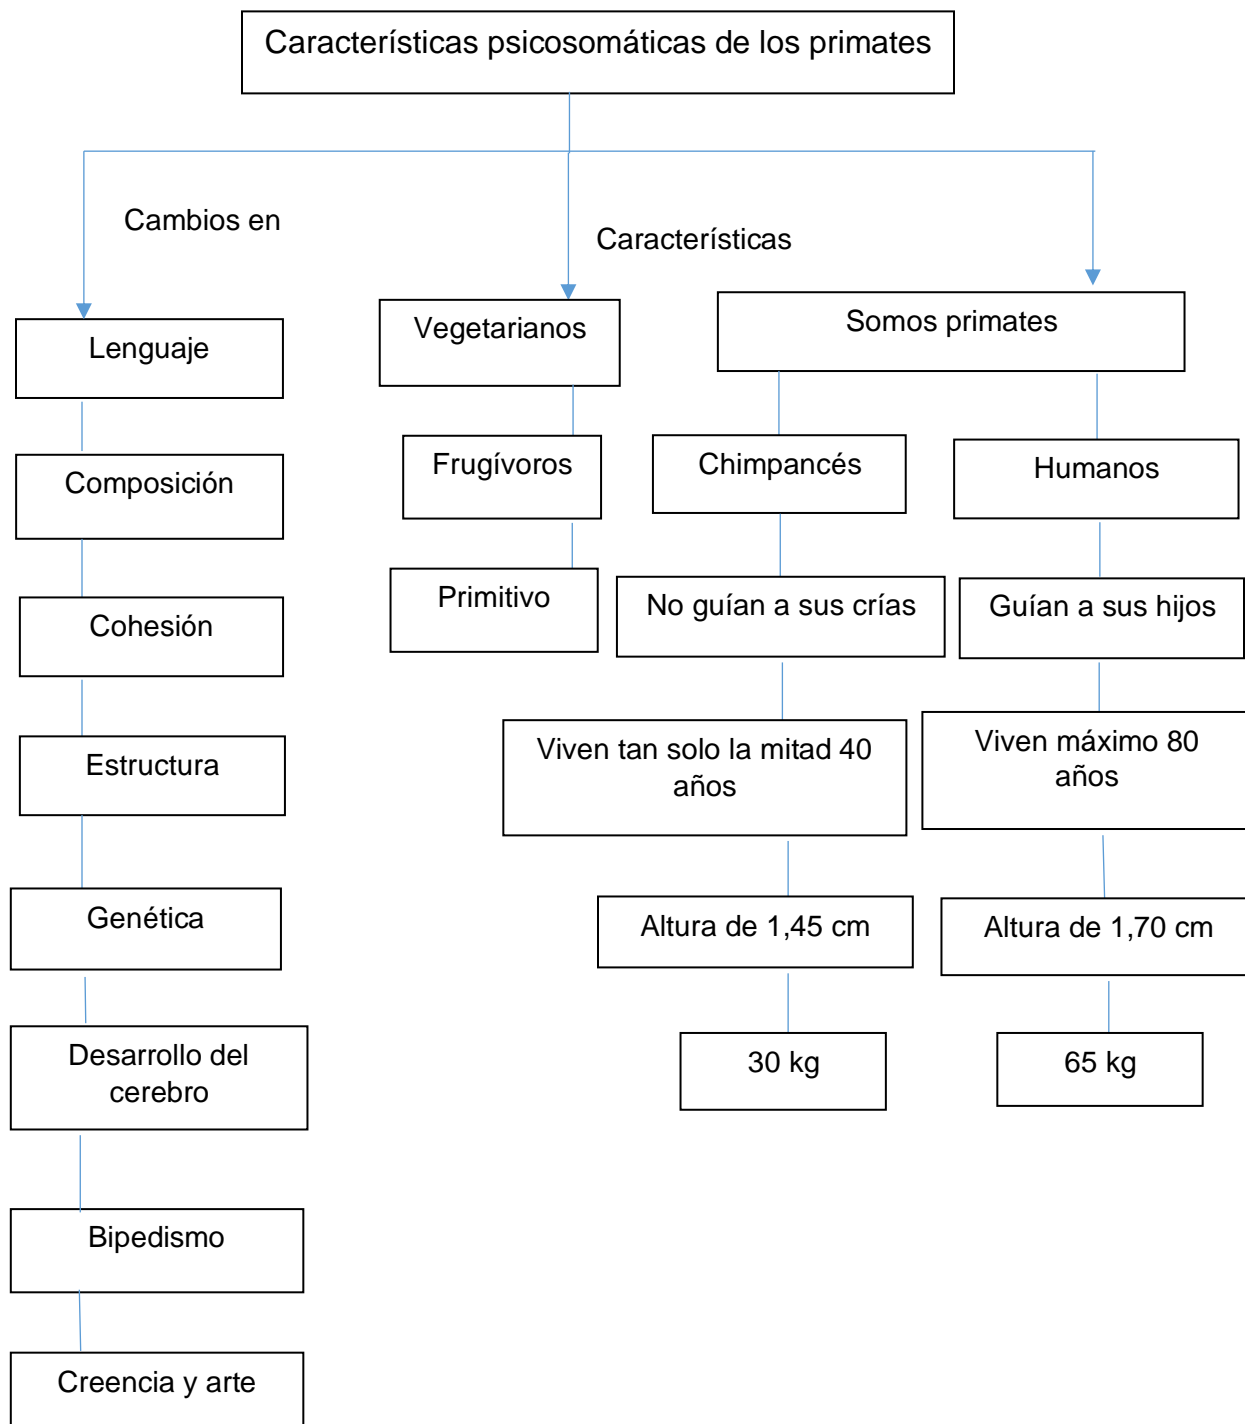 Características psicosomáticas de los primates
Cambios en
Características
Lenguaje
Composición
Cohesión
Estructura
Genética
Desarrollo del
cerebro
Bipedismo
Creencia y arte
Vegetarianos
Frugívoros
Primitivo
Somos primates
Chimpancés
No guían a sus crías
Viven tan solo la mitad 40
años
Altura de 1,45 cm
30 kg
Humanos
Guían a sus hijos
Viven máximo 80
años
Altura de 1,70 cm
65 kg